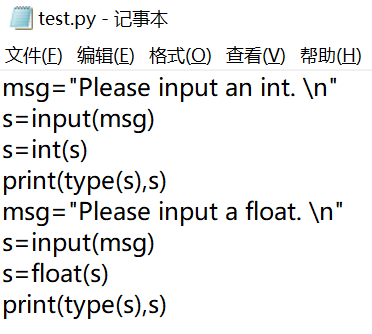 test.py - 记事本
文件(F) 编辑(E) 格式(O) 查看(V) 帮助(H)
msg="Please input an int. \n"
s=input(msg)
s=int(s)
print(type(s),s)
msg="Please input a float. \n"
s=input(msg)
s=float(s)
print(type(s),s)